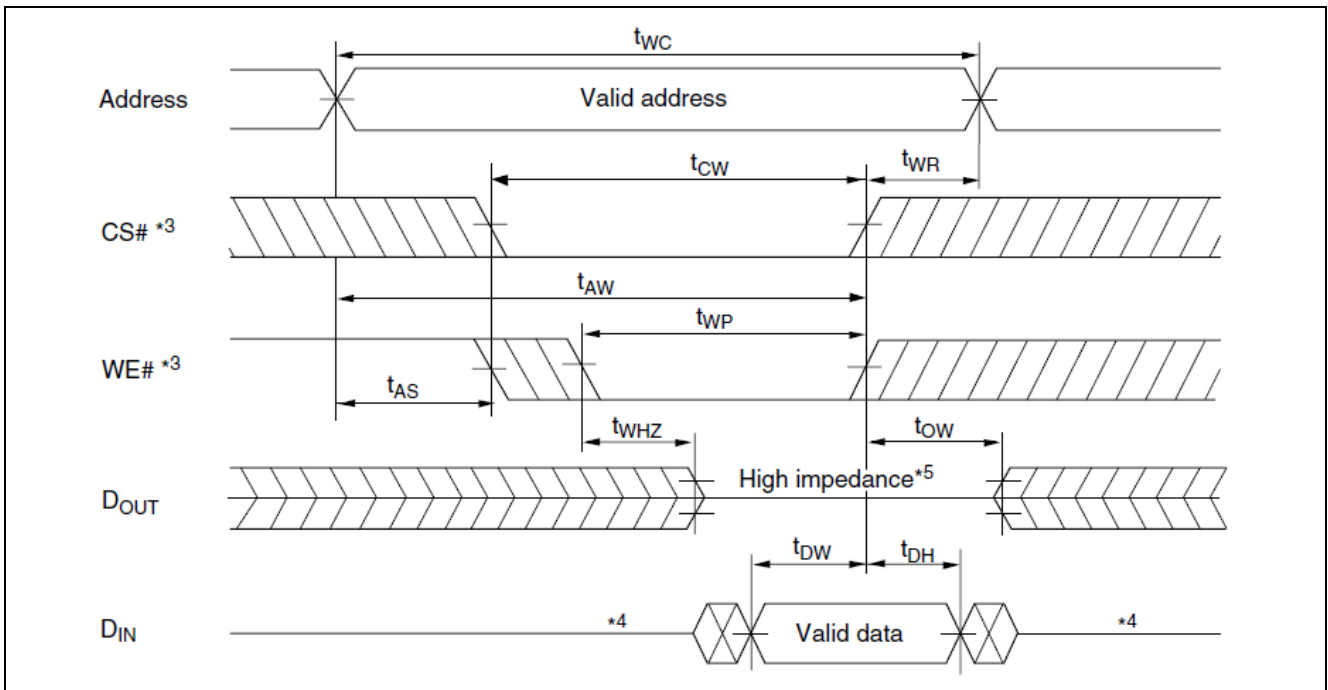 tWC
Address
Valid address
tCW
tWR
CS# *3
tAW
tWP
WE# *3
tAS
tWHZ
tOW
High impedance*5
DOUT
tDW
tDH
DIN
*4
Valid data
*4